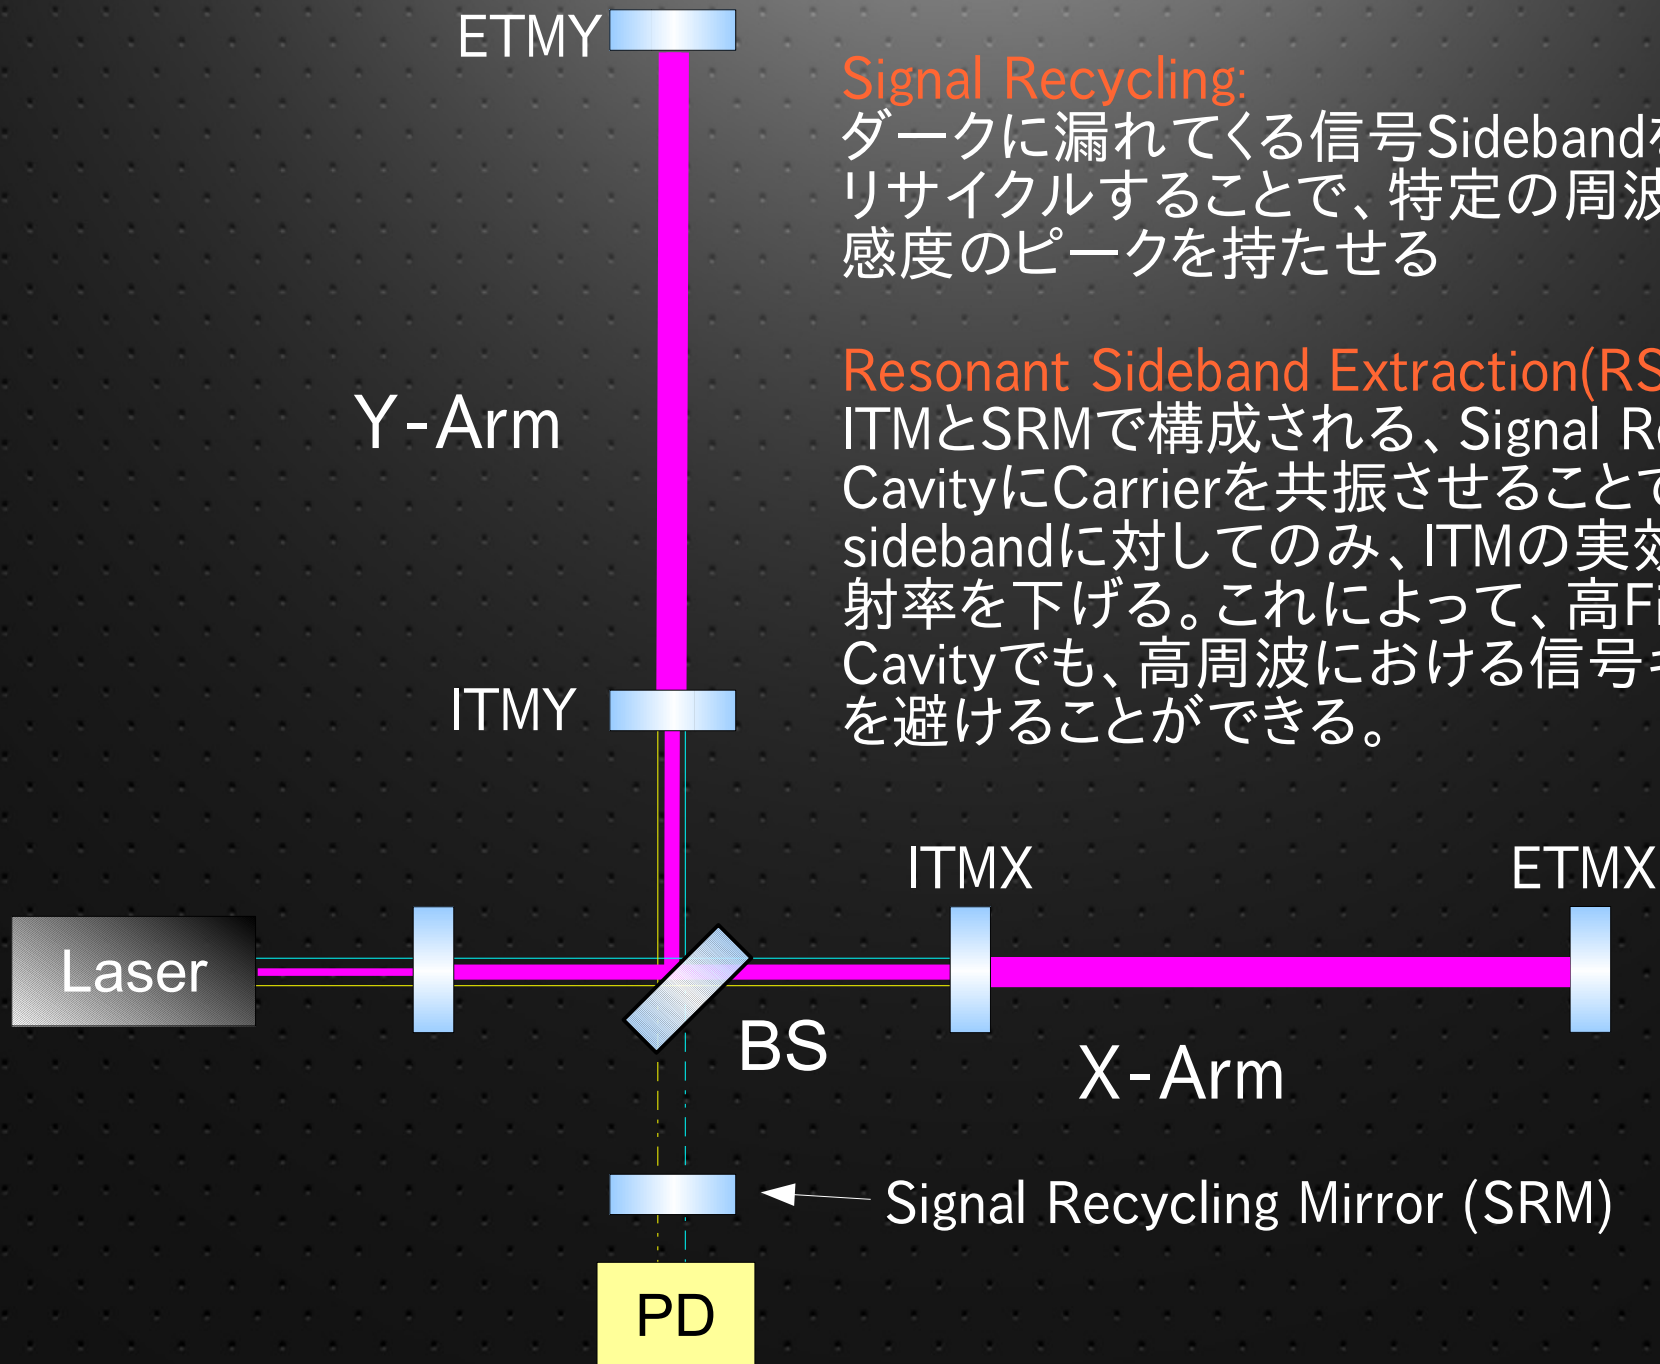 ETMY
Signal Recycling:
ダークに漏れてくる信号Sideband
リサイクルすることで、特定の周波
感度のピークを持たせる
Resonant Sideband Extraction(RS
ITMとSRMで構成される、Signal R
CavityにCarrierを共振させることで
sidebandに対してのみ、ITMの実効
射率を下げる。これによって、高Fi
Cavityでも、高周波における信号キ
を避けることができる。
Y-Arm
ITMY
ITMX
ETMX
Laser
BS
X-Arm
Signal Recycling Mirror (SRM)
PD